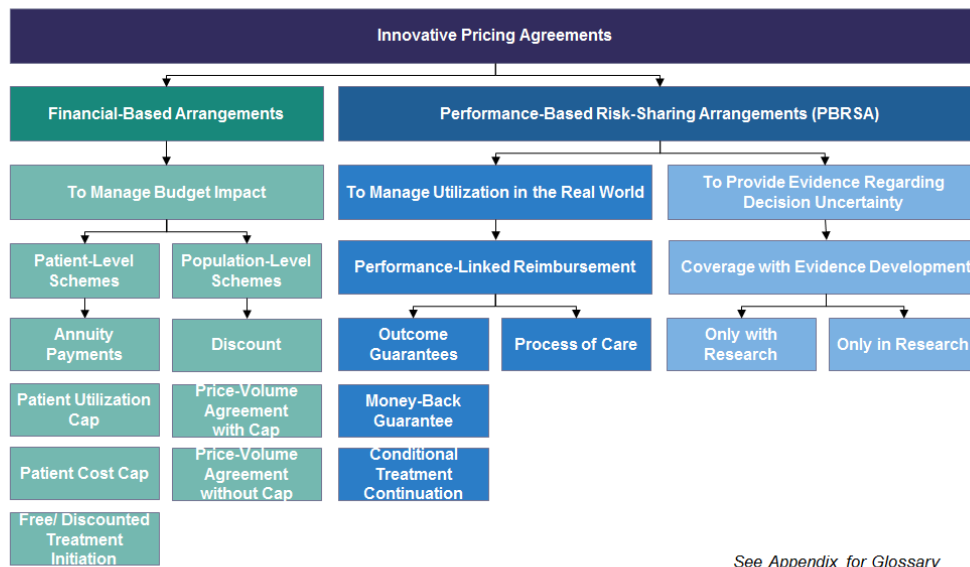 Innovative Pricing Agreements
Financial-Based Arrangements
Performance-Based Risk-Sharing Arrangements (PBRSA)
To Manage Budget Impact
To Manage Utilization in the Real World
To Provide Evidence Regarding
Decision Uncertainty
Patient-Level
Schemes
Population-Level
Schemes
Performance-Linked Reimbursement
Coverage with Evidence Development
Annuity
Payments
Discount
Outcome
Guarantees
Process of Care
Only with
Research
Only in Research
Patient Utilization
Cap
Price-Volume
Agreement
with Cap
Money-Back
Guarantee
Patient Cost Cap
Price-Volume
Agreement
without Cap
Conditional
Treatment
Continuation
Free/ Discounted
Treatment
Initiation
See Appendix for Glossary